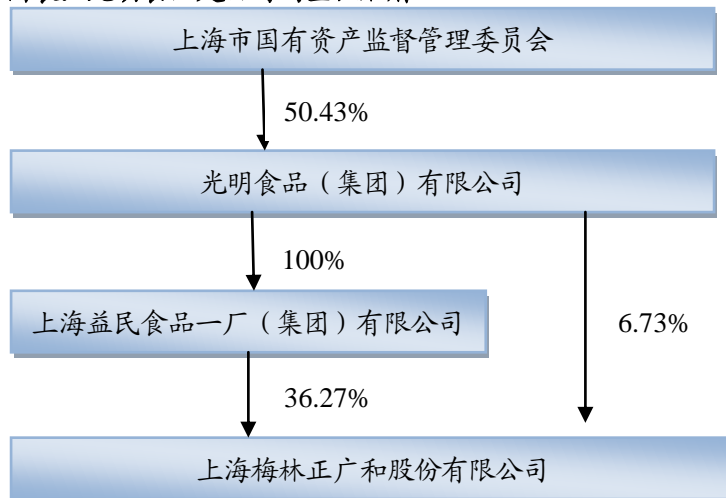 上海市国有资产监督管理委员会
50.43%
光明食品（集团）有限公司
100%
上海益民食品一厂（集团）有限公司
6.73%
36.27%
上海梅林正广和股份有限公司